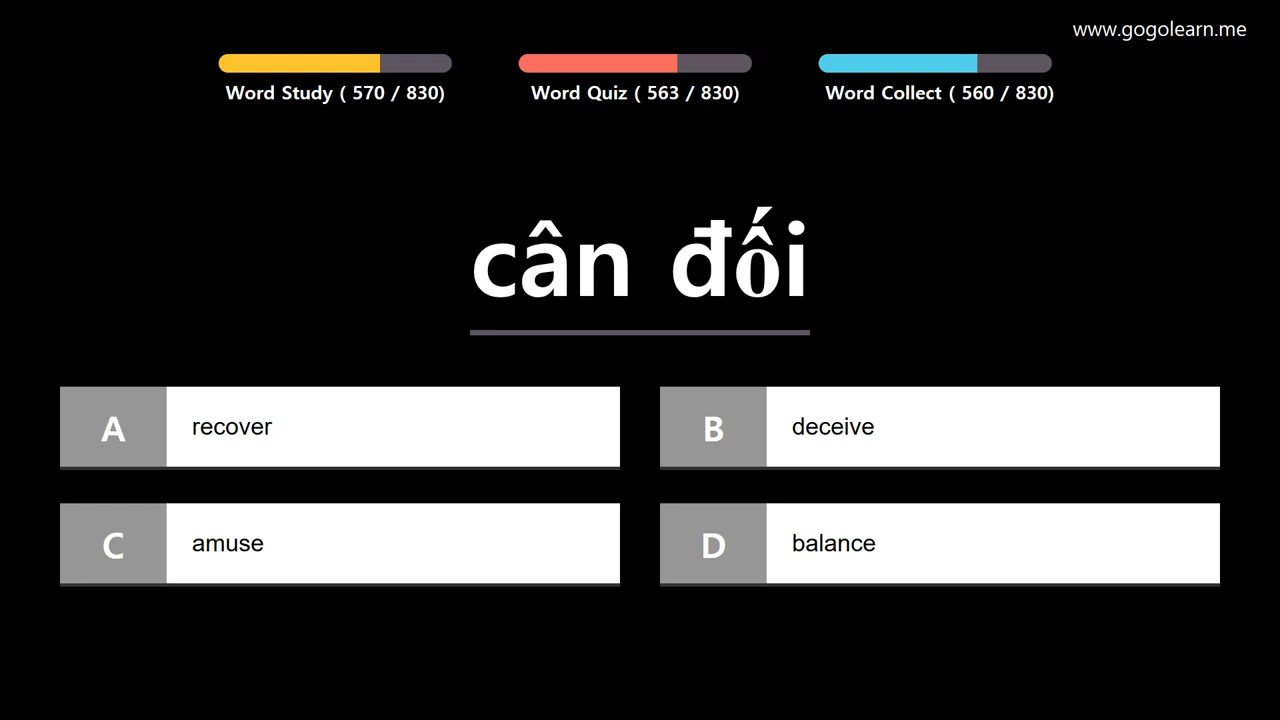 www.gogolearn.me
Word Study ( 570 / 830)
Word Quiz ( 563 / 830)
Word Collect ( 560 / 830)
cân đối
A recover
B deceive
C amuse
D balance